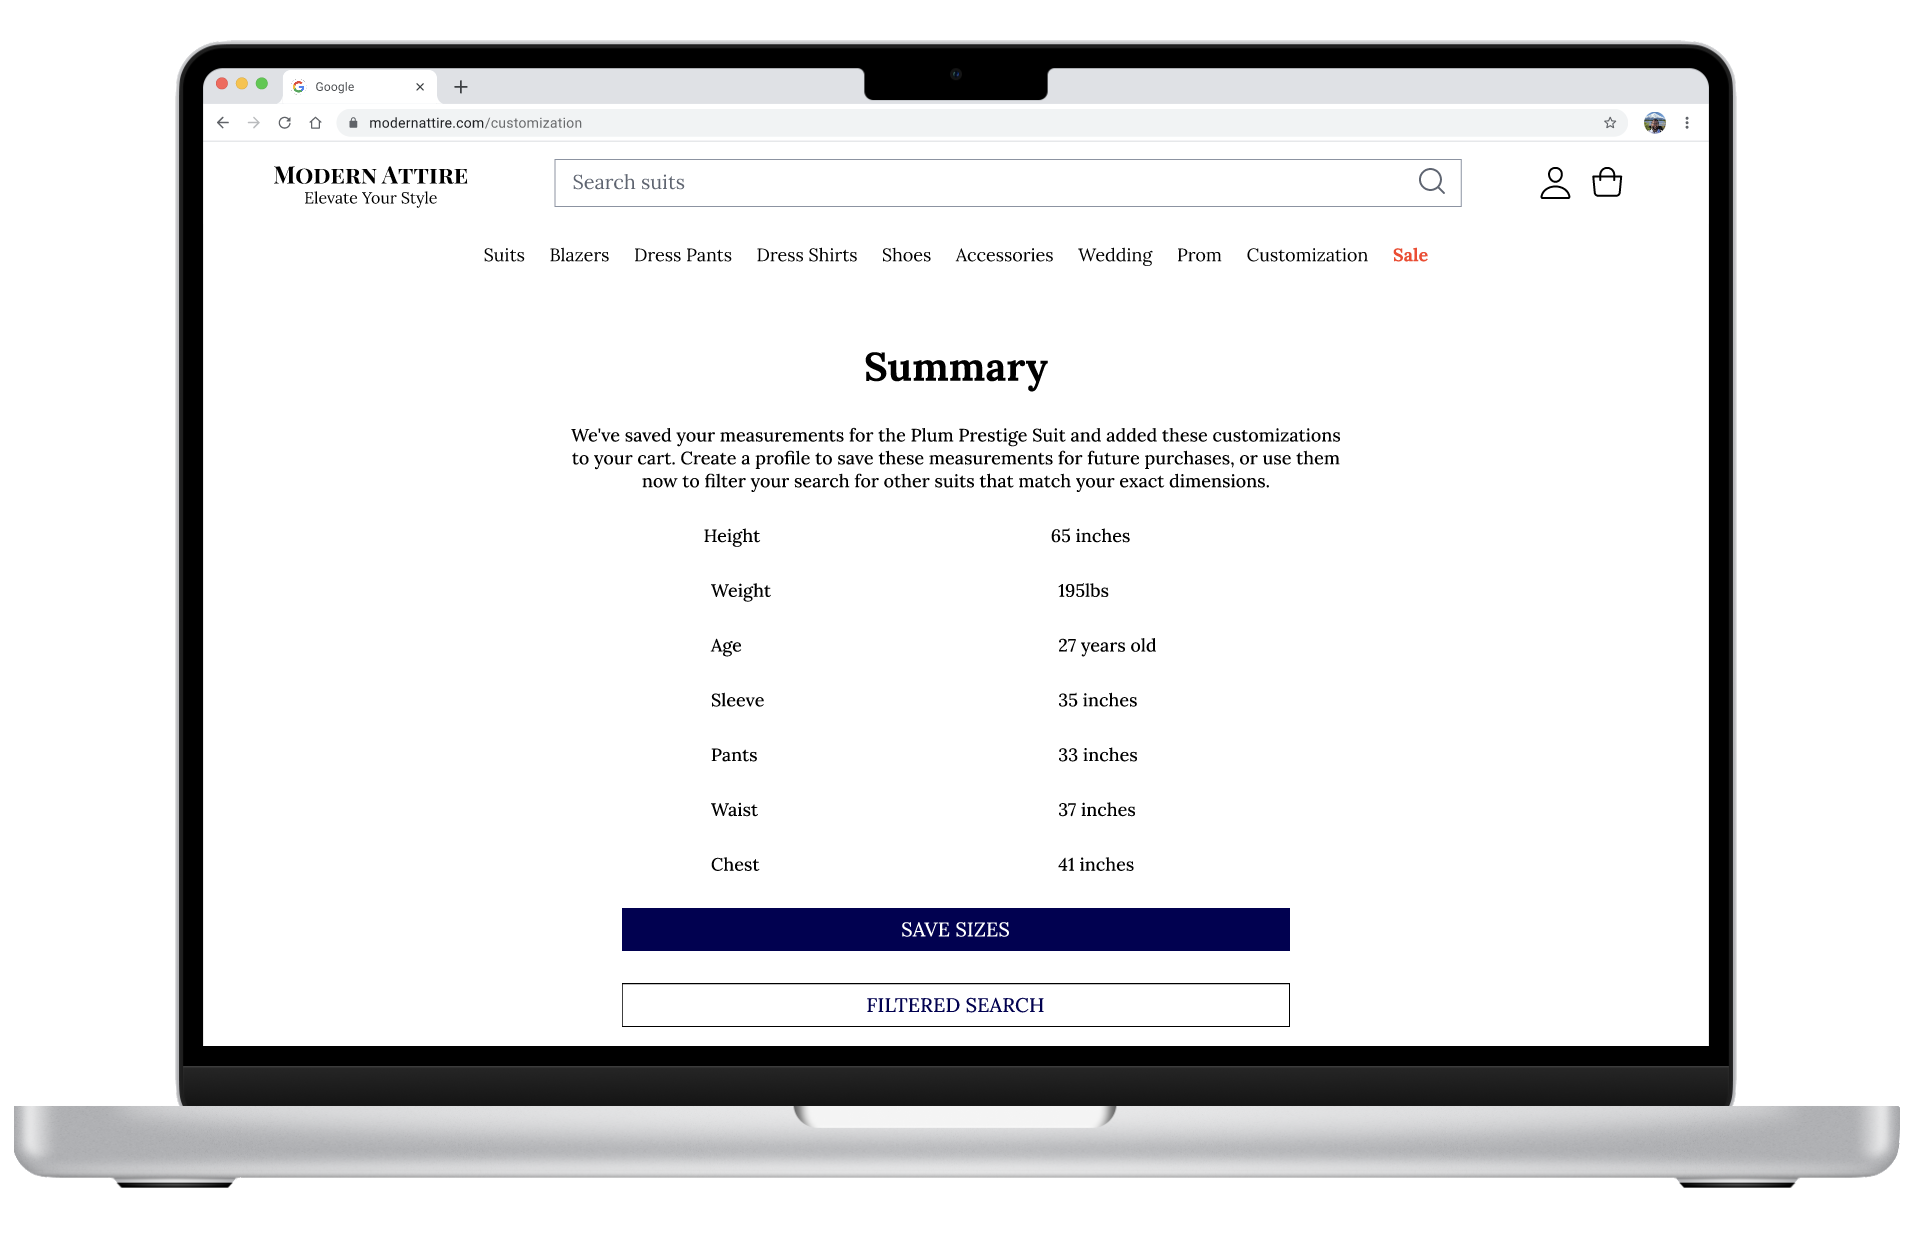 Google
modernattire.com/customization
MODERN ATTIRE
Elevate Your Style
Search suits
Suits Blazers Dress Pants Dress Shirts Shoes Accessories Wedding Prom Customization Sale
Summary
We've saved your measurements for the Plum Prestige Suit and added these customizations
to your cart. Create a profile to save these measurements for future purchases, or use them
now to filter your search for other suits that match your exact dimensions.
Height 65 inches
Weight 195lbs
Age 27 years old
Sleeve 35 inches
Pants 33 inches
Waist 37 inches
Chest 41 inches
SAVE SIZES
FILTERED SEARCH